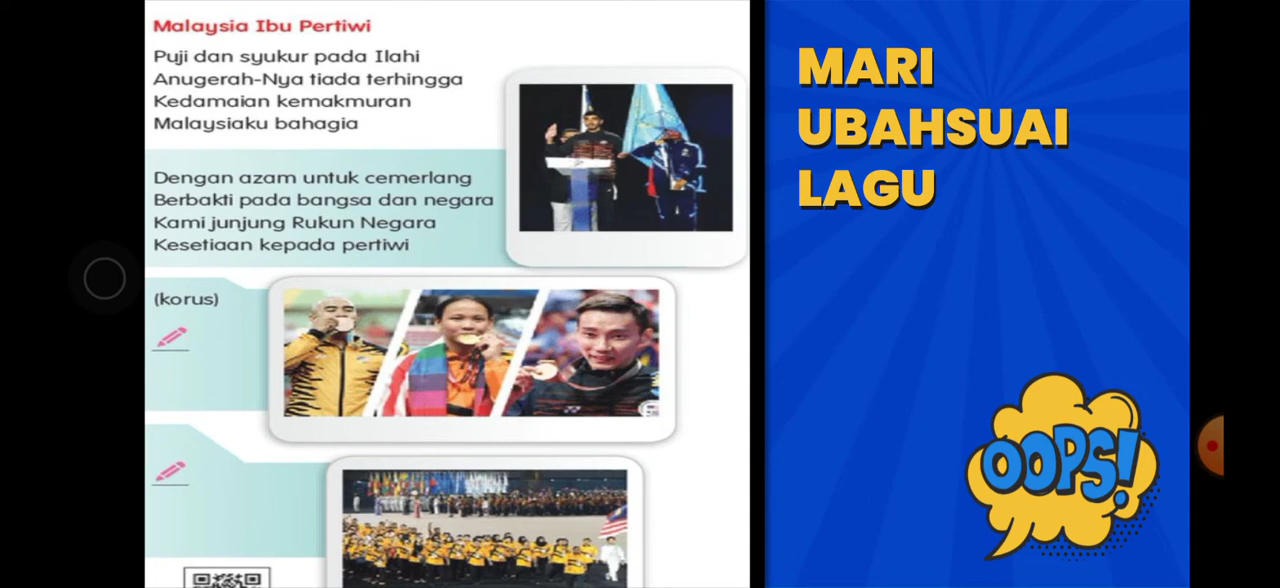 Malaysia Ibu Pertiwi
Puji dan syukur pada Ilahi
Anugerah-Nya tiada terhingga
Kedamaian kemakmuran
Malaysiaku bahagia
Dengan azam untuk cemerlang
Berbakti pada bangsa dan negara
Kami junjung Rukun Negara
Kesetiaan kepada pertiwi
(korus)
MARI
UBAHSUAI
LAGU
OOPS!